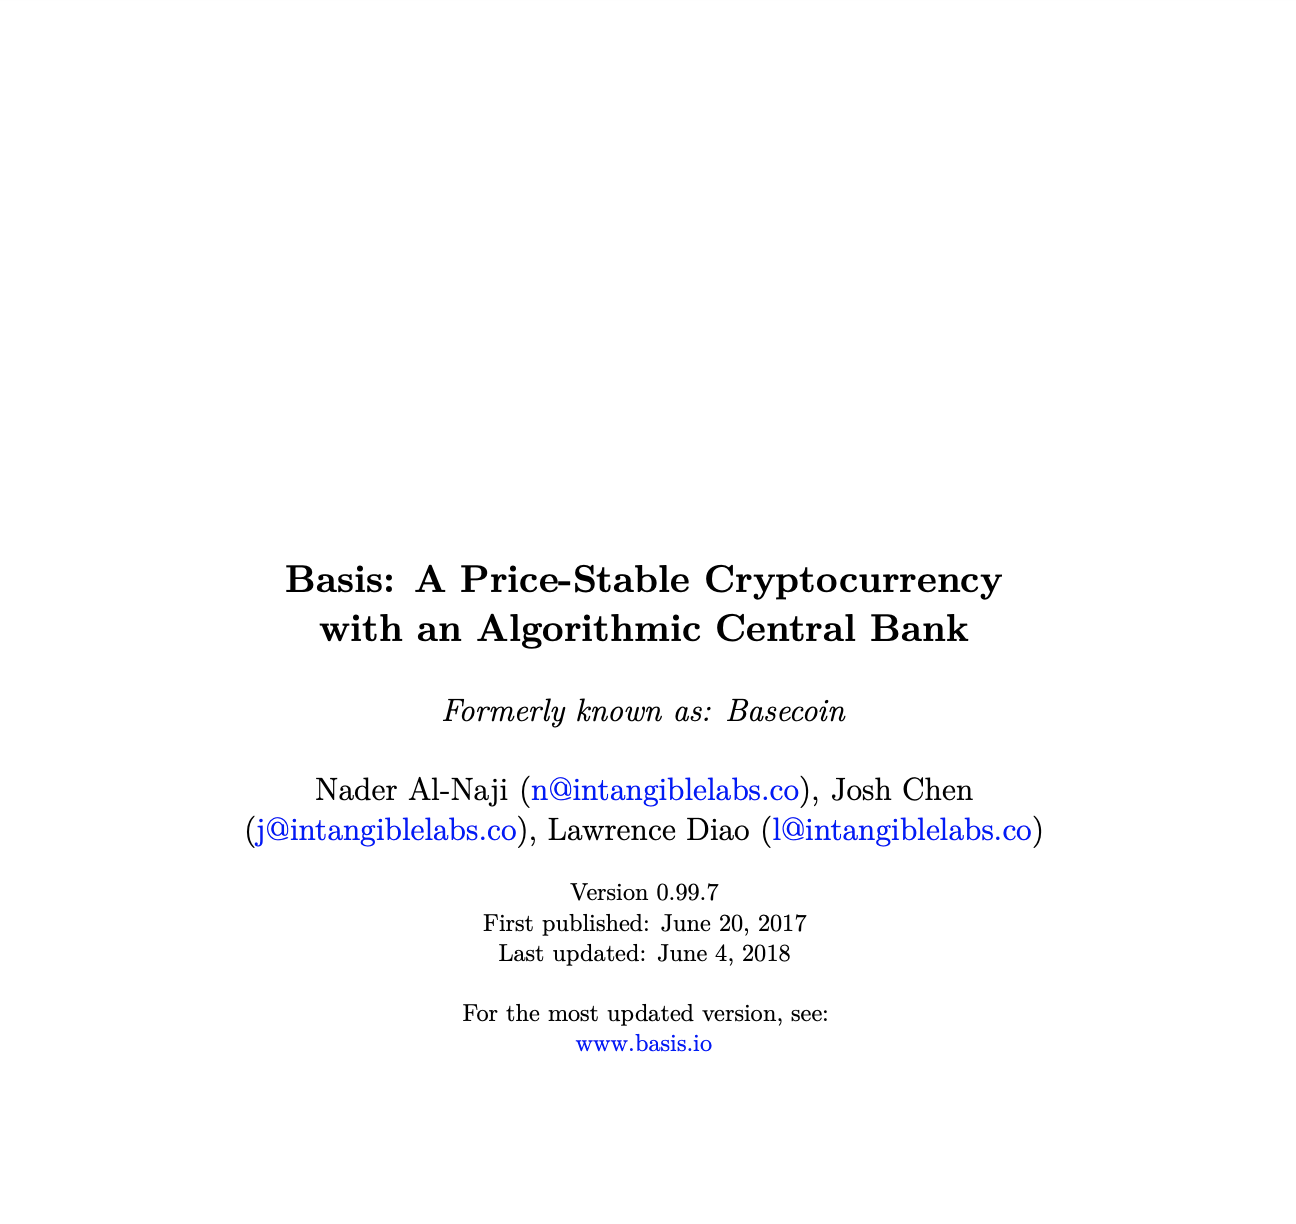 Basis: A Price-Stable Cryptocurrency
with an Algorithmic Central Bank
Formerly known as: Basecoin
Nader Al-Naji (n@intangiblelabs.co), Josh Chen
(j@intangiblelabs.co), Lawrence Diao (l@intangiblelabs.co)
Version 0.99.7
First published: June 20, 2017
Last updated: June 4, 2018
For the most updated version, see:
www.basis.io